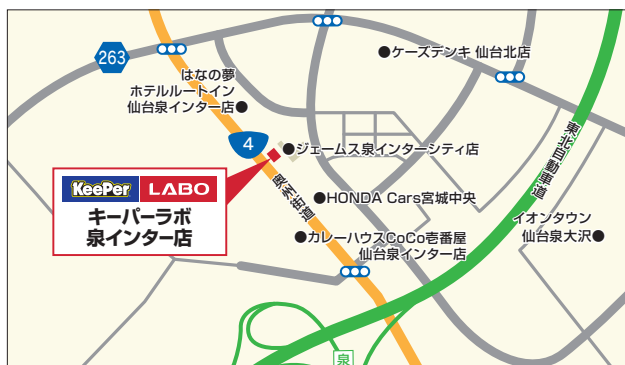 263
ケーズデンキ 仙台北店
はなの夢
ホテルルートイン
仙台泉インター店
4
ジェームス泉インターシティ店
奥州街道
東北自動車道
KeePer LABO
キーパーラボ
泉インター店
HONDA Cars宮城中央
イオンタウン
仙台泉大沢
カレーハウスCoCo壱番屋
仙台泉インター店
泉